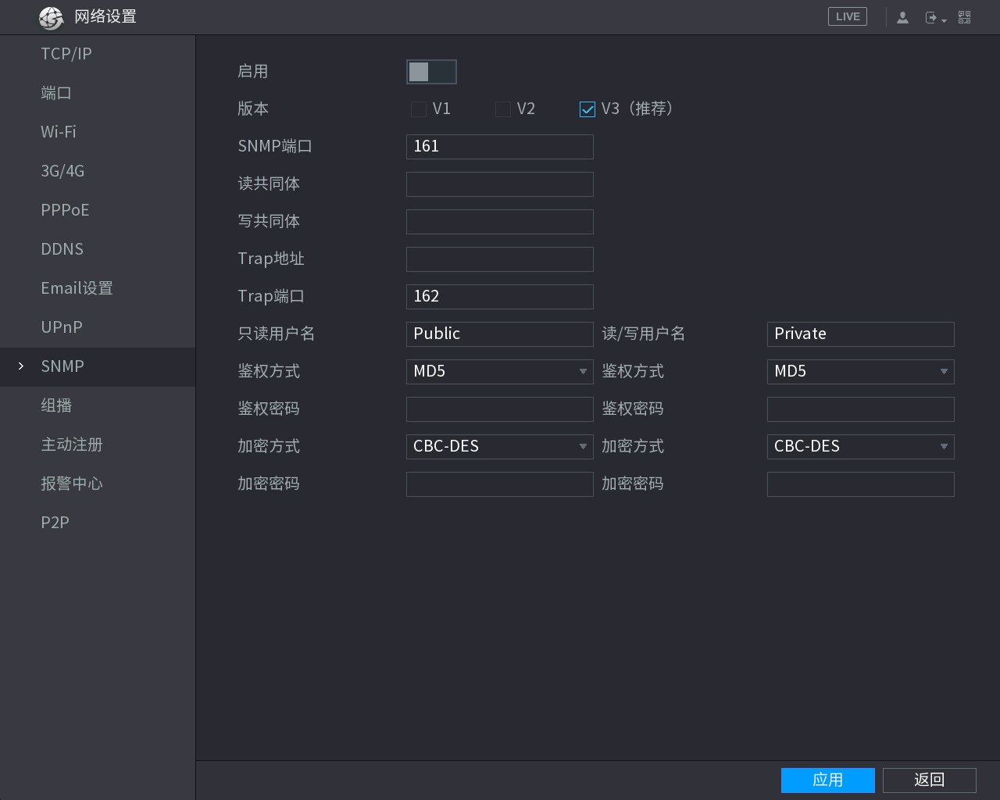 网络设置
LIVE
TCP/IP
端口
Wi-Fi
3G/4G
PPPoE
DDNS
Email设置
UPnP
SNMP
组播
主动注册
报警中心
P2P
启用
版本 V1 V2 V3（推荐）
SNMP端口 161
读共同体
写共同体
Trap地址
Trap端口 162
只读用户名 Public 读/写用户名 Private
鉴权方式 MD5 鉴权方式 MD5
鉴权密码 鉴权密码
加密方式 CBC-DES 加密方式 CBC-DES
加密密码 加密密码
应用 返回